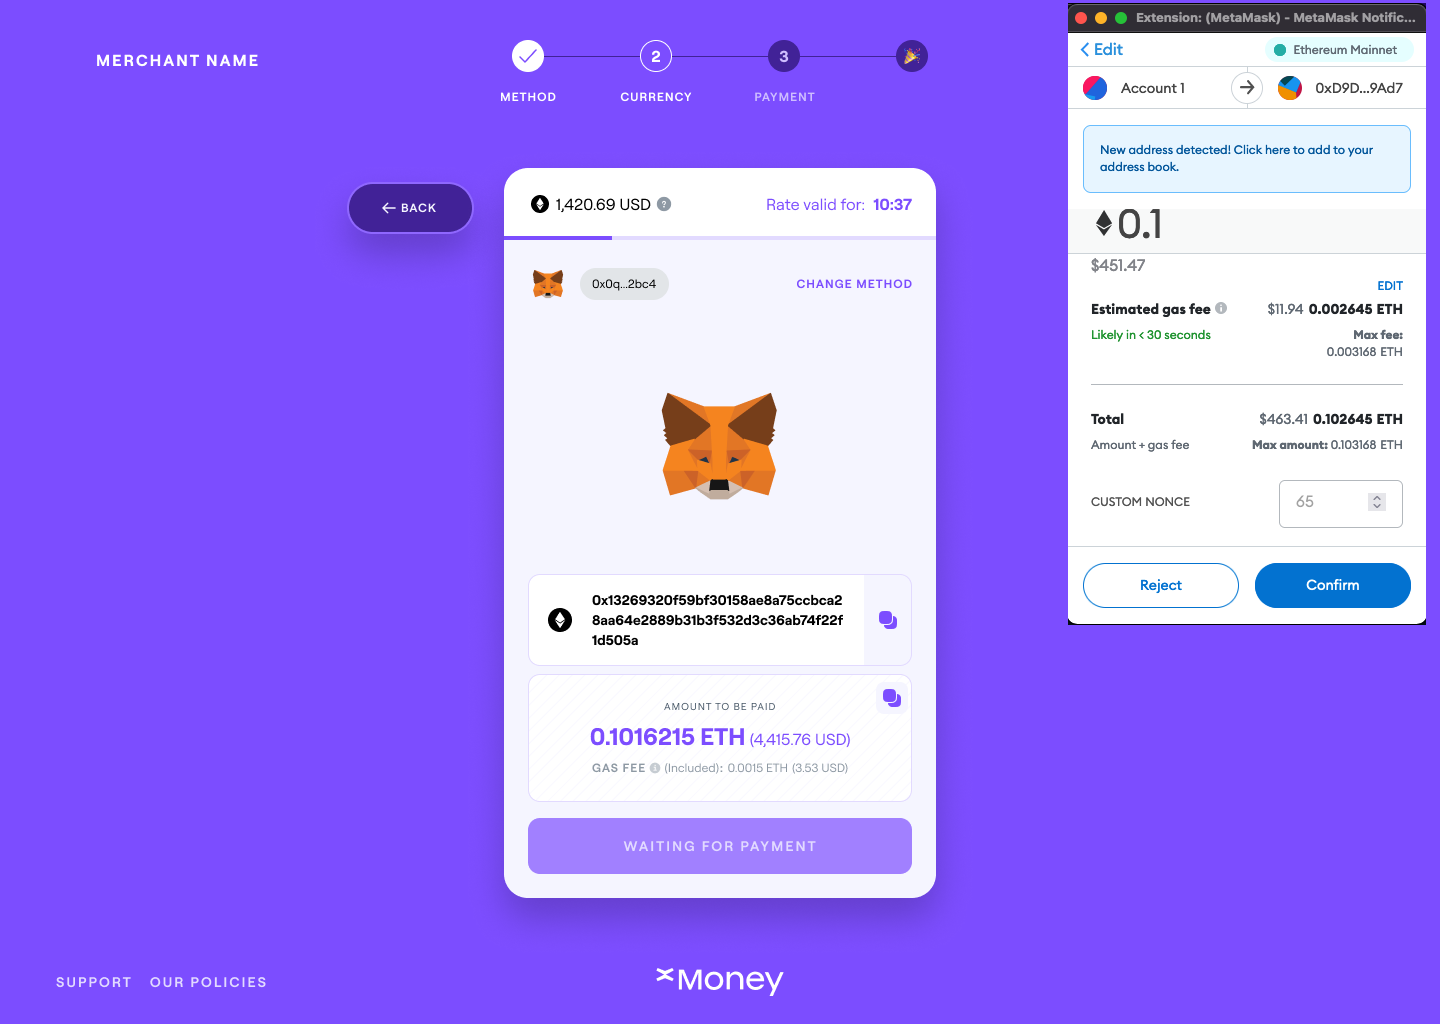 MERCHANT NAME
2
3
METHOD
CURRENCY
PAYMENT
← BACK
1,420.69 USD ?
Rate valid for: 10:37
0x0q...2bc4
CHANGE METHOD
0x13269320f59bf30158ae8a75ccbca2
8aa64e2889b31b3f532d3c36ab74f22f
1d505a
AMOUNT TO BE PAID
0.1016215 ETH (4,415.76 USD)
GAS FEE (Included): 0.0015 ETH (3.53 USD)
WAITING FOR PAYMENT
SUPPORT
OUR POLICIES
Money
Extension: (MetaMask) - MetaMask Notific...
Edit
Ethereum Mainnet
Account 1
0xD9D...9Ad7
New address detected! Click here to add to your
address book.
0.1
$451.47
EDIT
Estimated gas fee
$11.94 0.002645 ETH
Likely in < 30 seconds
Max fee:
0.003168 ETH
Total
$463.41 0.102645 ETH
Amount + gas fee
Max amount: 0.103168 ETH
CUSTOM NONCE
65
Reject
Confirm